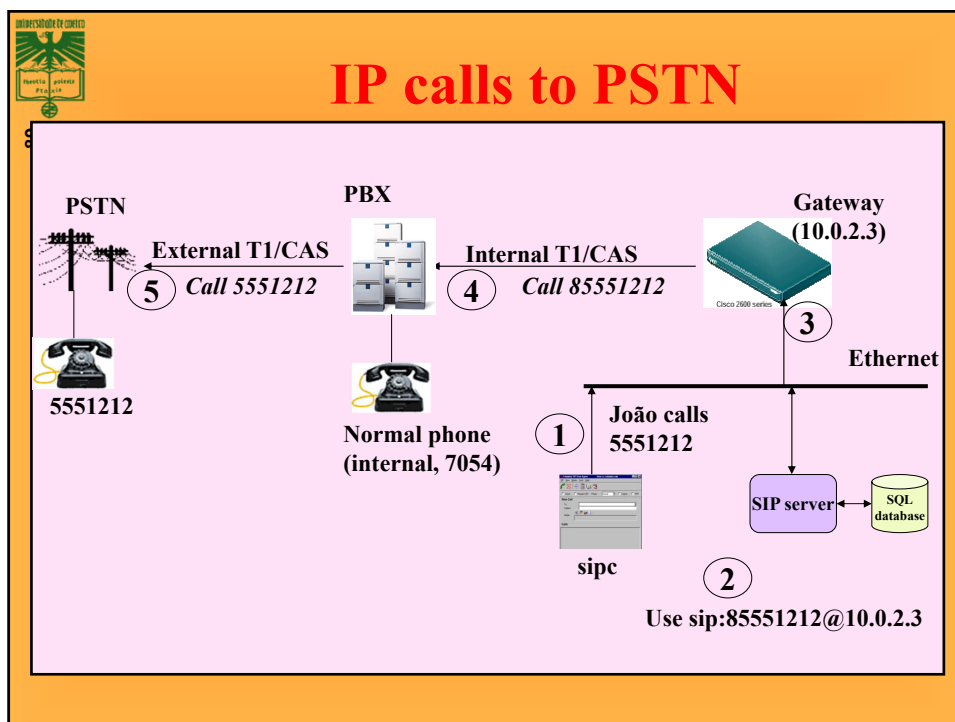 IP calls to PSTN
PBX
PSTN
Gateway
(10.0.2.3)
External T1/CAS
Internal T1/CAS
5
Call 5551212
4
Call 85551212
Cisco 2600 series
3
Ethernet
5551212
João calls
5551212
1
Normal phone
(internal, 7054)
SIP server
SQL
database
sipc
2
Use sip:85551212@10.0.2.3